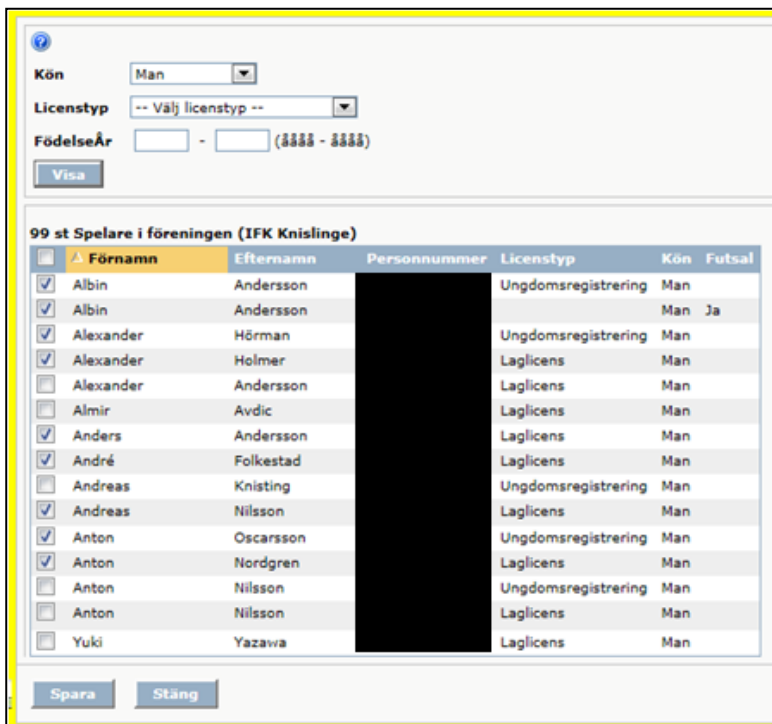 Kön Man
Licenstyp -- Välj licenstyp --
FödelseÅr - (åååå - åååå)
Visa
99 st Spelare i föreningen (IFK Knislinge)
Förnamn Efternamn Personnummer Licenstyp Kön Futsal
Albin Andersson Ungdomsregistrering Man
Albin Andersson Man Ja
Alexander Hörman Ungdomsregistrering Man
Alexander Holmer Laglicens Man
Alexander Andersson Laglicens Man
Almir Avdic Laglicens Man
Anders Andersson Laglicens Man
André Folkestad Laglicens Man
Andreas Knisting Ungdomsregistrering Man
Andreas Nilsson Laglicens Man
Anton Oscarsson Ungdomsregistrering Man
Anton Nordgren Laglicens Man
Anton Nilsson Ungdomsregistrering Man
Anton Nilsson Laglicens Man
Yuki Yazawa Laglicens Man
Spara Stäng